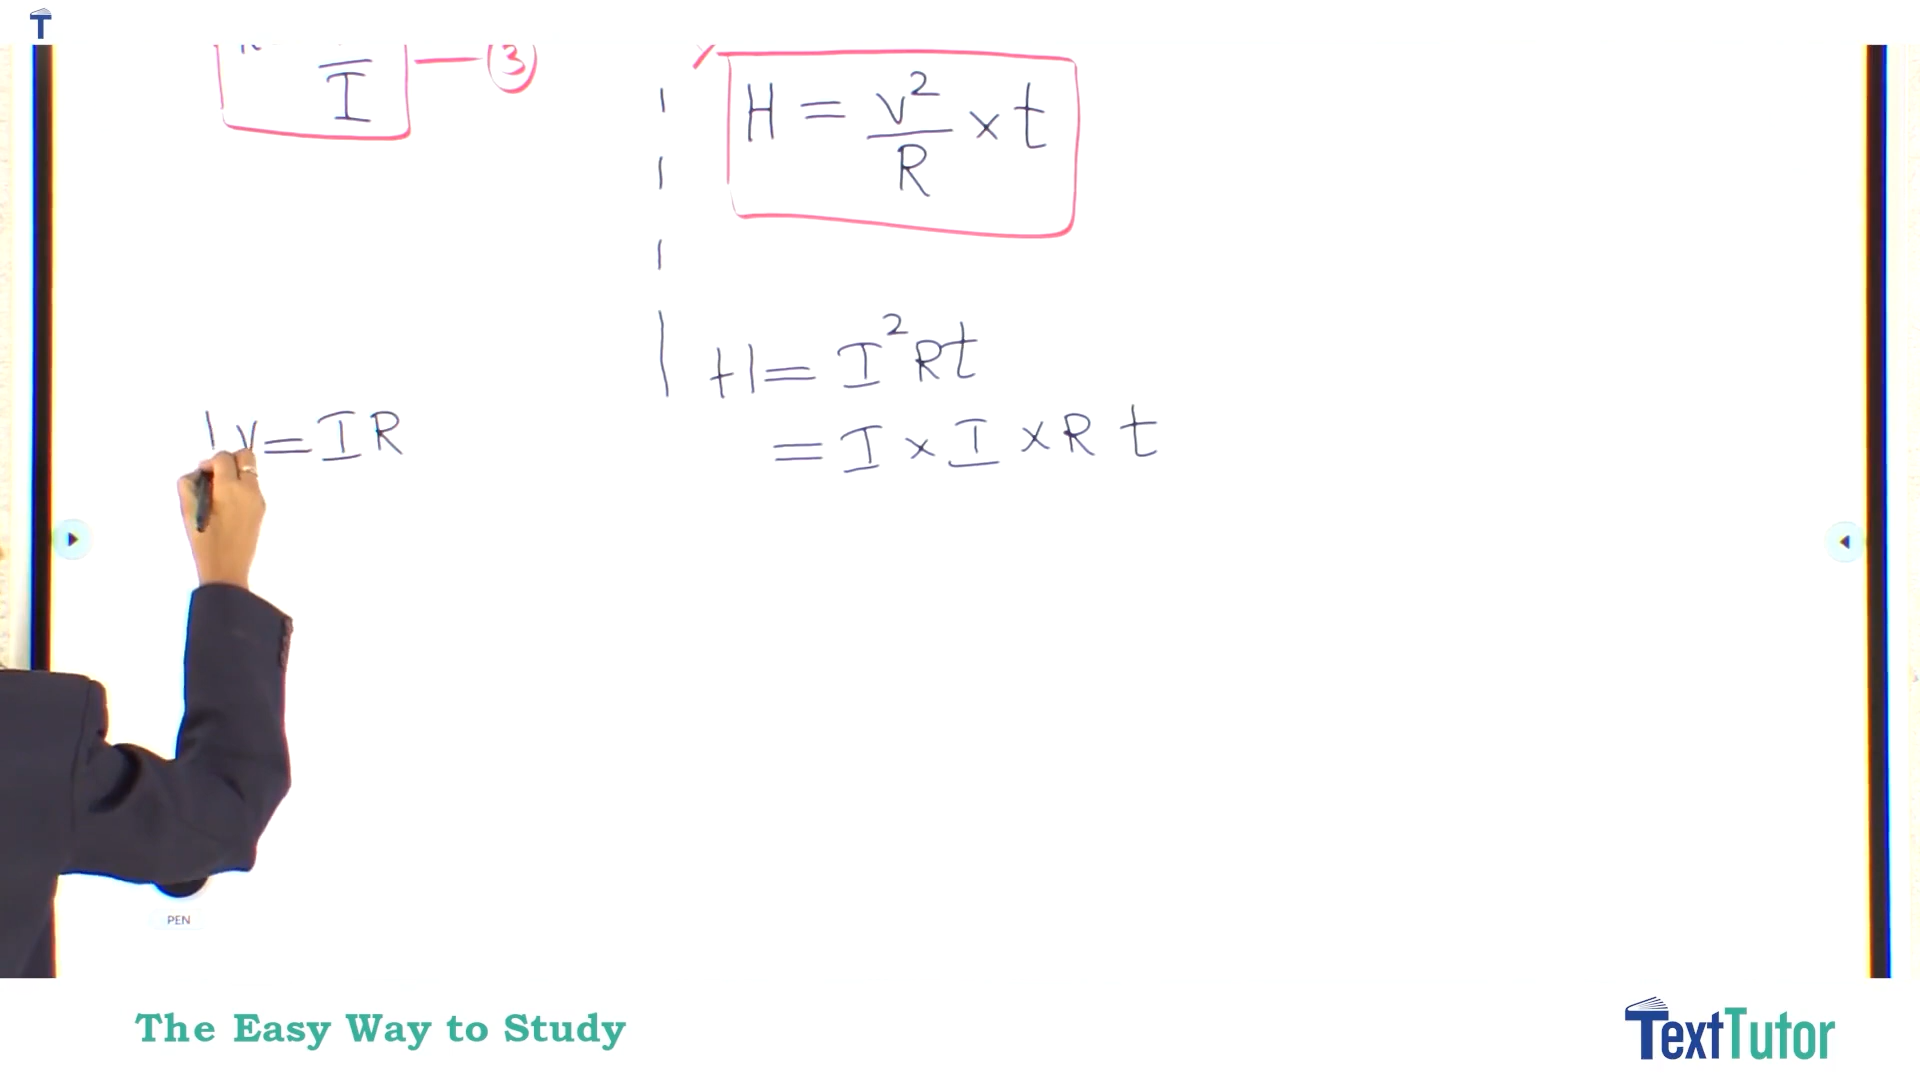 T
I
③
H = v²/R × t
H = I²Rt
V = IR
= I × I × R t
PEN
The Easy Way to Study
TextTutor